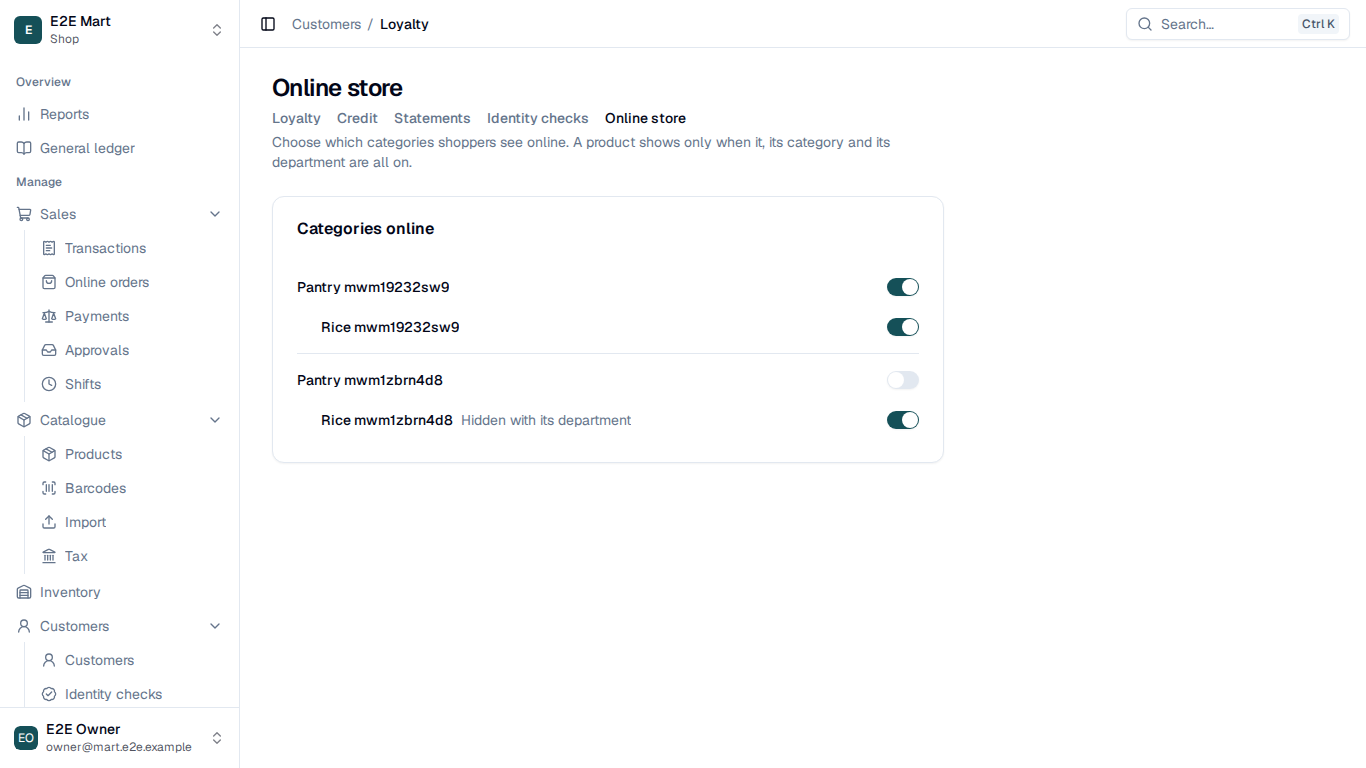 E
E2E Mart
Shop
Overview
Reports
General ledger
Manage
Sales
Transactions
Online orders
Payments
Approvals
Shifts
Catalogue
Products
Barcodes
Import
Tax
Inventory
Customers
Customers
Identity checks
EO
E2E Owner
owner@mart.e2e.example
Customers / Loyalty
Search... Ctrl K
Online store
Loyalty Credit Statements Identity checks Online store
Choose which categories shoppers see online. A product shows only when it, its category and its
department are all on.
Categories online
Pantry mwm19232sw9
Rice mwm19232sw9
Pantry mwm1zbrn4d8
Rice mwm1zbrn4d8 Hidden with its department